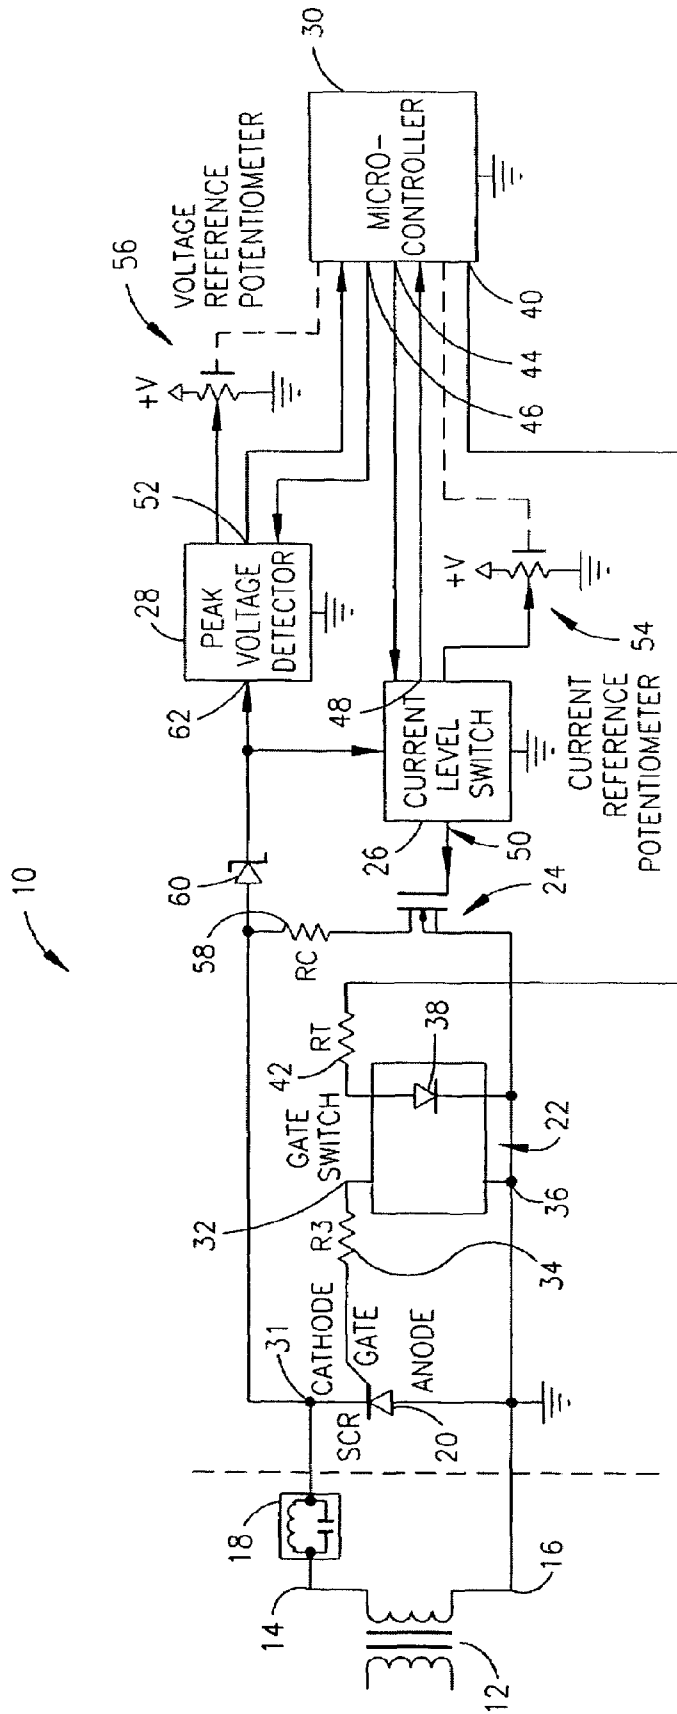 10
56
VOLTAGE
REFERENCE
POTENTIOMETER
30
+V
52
28
PEAK
VOLTAGE
DETECTOR
62
MICRO-
CONTROLLER
40
44
46
48
CURRENT
LEVEL
SWITCH
26
50
+V
54
CURRENT
REFERENCE
POTENTIOMETER
60
58
RC
24
RT
42
38
GATE
SWITCH
22
32
R3
34
36
31
CATHODE
GATE
ANODE
SCR
20
18
14
16
12